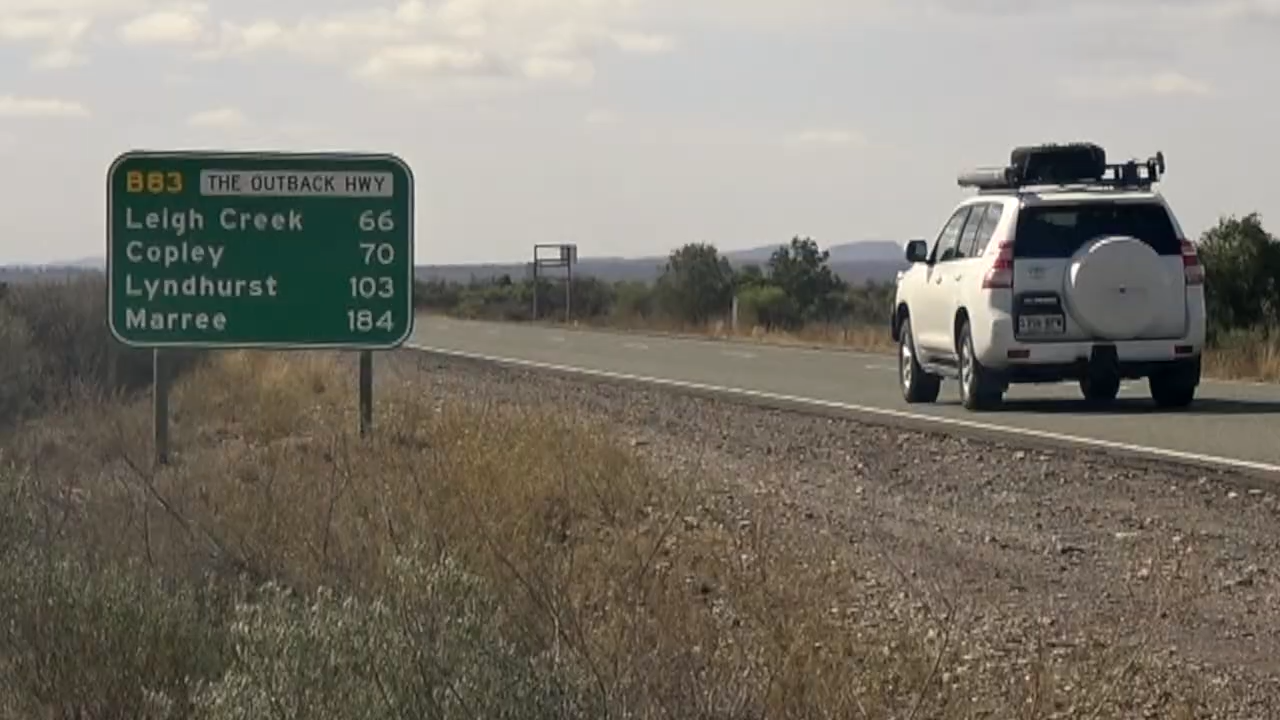 B83 THE OUTBACK HWY
Leigh Creek 66
Copley 70
Lyndhurst 103
Marree 184